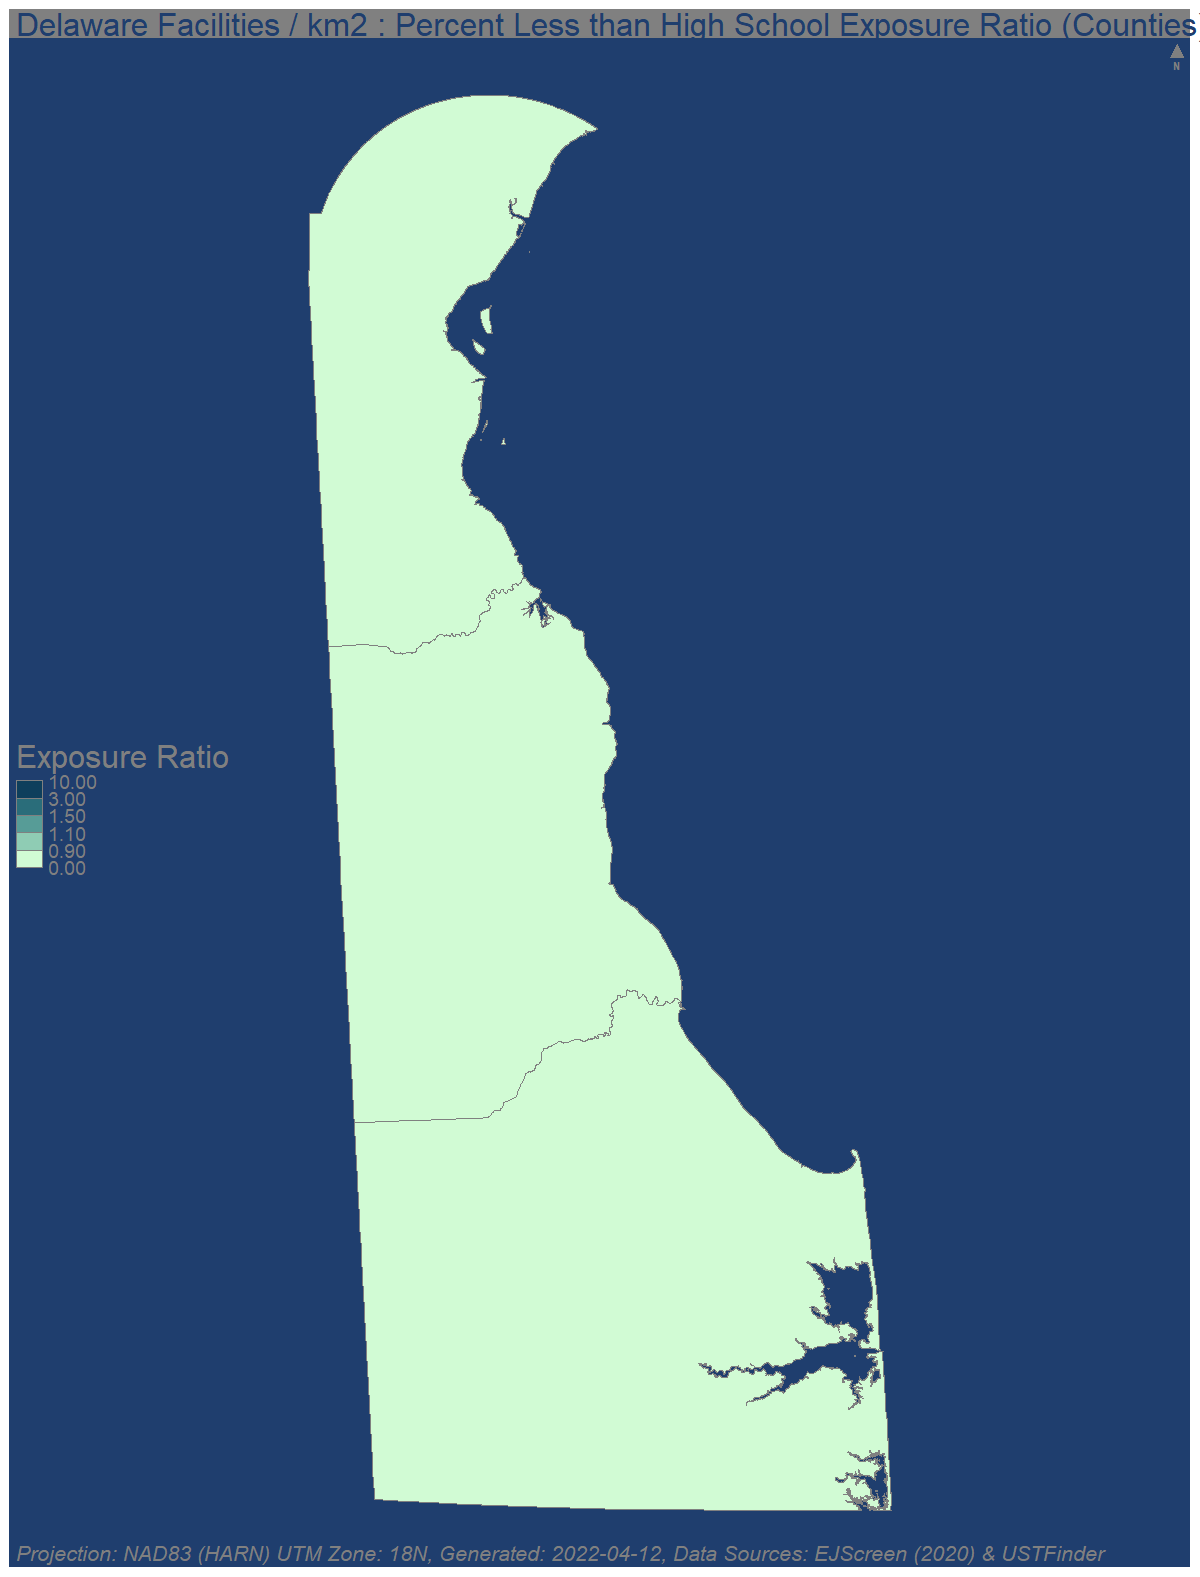 Delaware Facilities / km2 : Percent Less than High School Exposure Ratio (Counties)
N
Exposure Ratio
10.00
3.00
1.50
1.10
0.90
0.00
Projection: NAD83 (HARN) UTM Zone: 18N, Generated: 2022-04-12, Data Sources: EJScreen (2020) & USTFinder